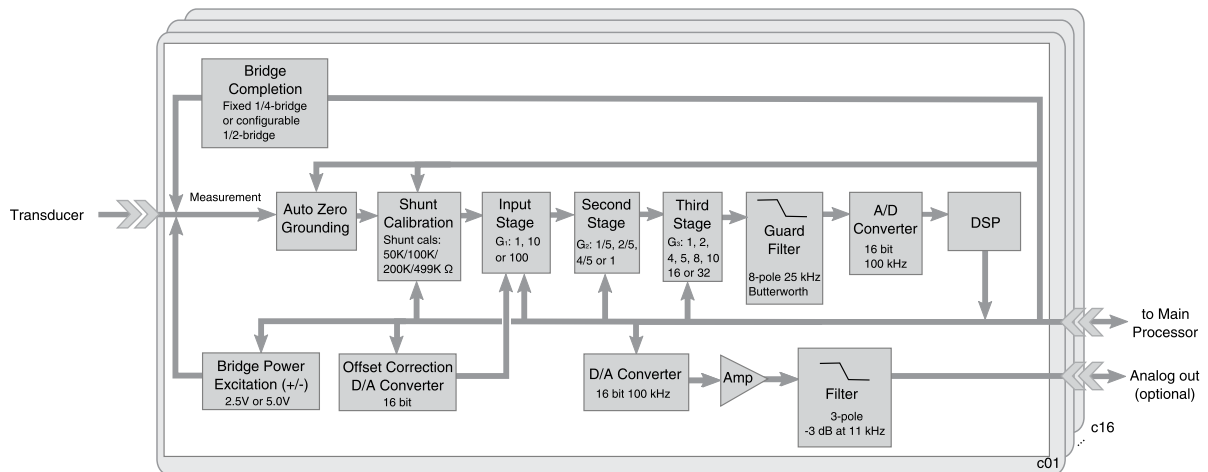 Bridge
Completion
Fixed 1/4-bridge
or configurable
1/2-bridge
Transducer
Measurement
Auto Zero
Grounding
Shunt
Calibration
Shunt cals:
50K/100K/
200K/499K Ω
Input
Stage
G₁: 1, 10
or 100
Second
Stage
G₂: 1/5, 2/5,
4/5 or 1
Third
Stage
G₃: 1, 2,
4, 5, 8, 10
16 or 32
Guard
Filter
8-pole 25 kHz
Butterworth
A/D
Converter
16 bit
100 kHz
DSP
to Main
Processor
Bridge Power
Excitation (+/-)
2.5V or 5.0V
Offset Correction
D/A Converter
16 bit
D/A Converter
16 bit 100 kHz
Amp
Filter
3-pole
-3 dB at 11 kHz
Analog out
(optional)
c16
c01